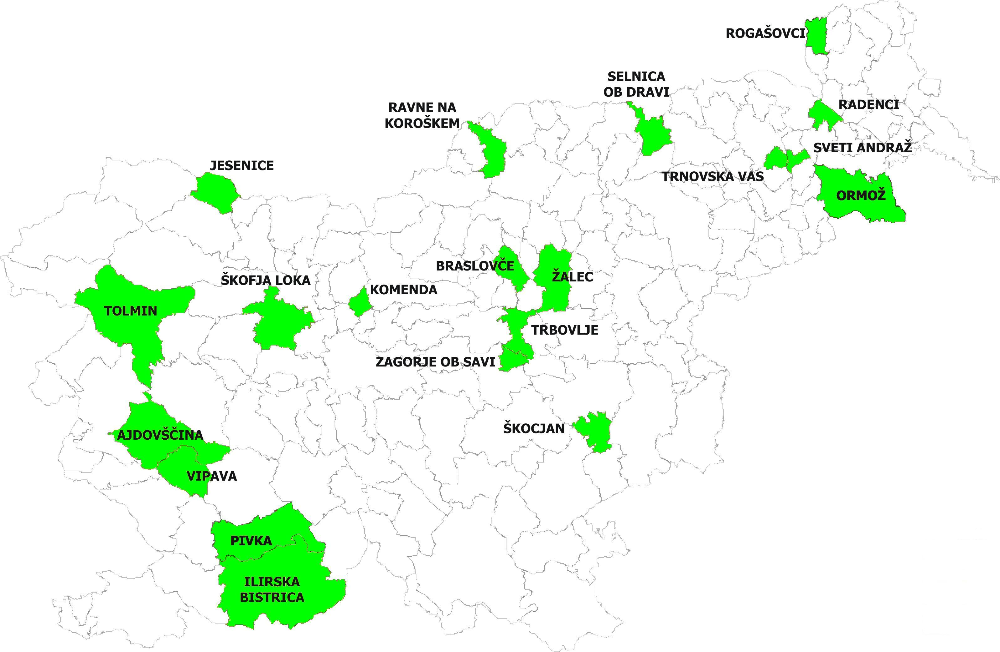 ROGAŠOVCI
SELNICA
OB DRAVI
RAVNE NA
KOROŠKEM
RADENCI
SVETI ANDRAŽ
JESENICE
TRNOVSKA VAS
ORMOŽ
BRASLOVČE
ŽALEC
ŠKOFJA LOKA
KOMENDA
TOLMIN
TRBOVLJE
ZAGORJE OB SAVI
ŠKOCJAN
AJDOVŠČINA
VIPAVA
PIVKA
ILIRSKA
BISTRICA